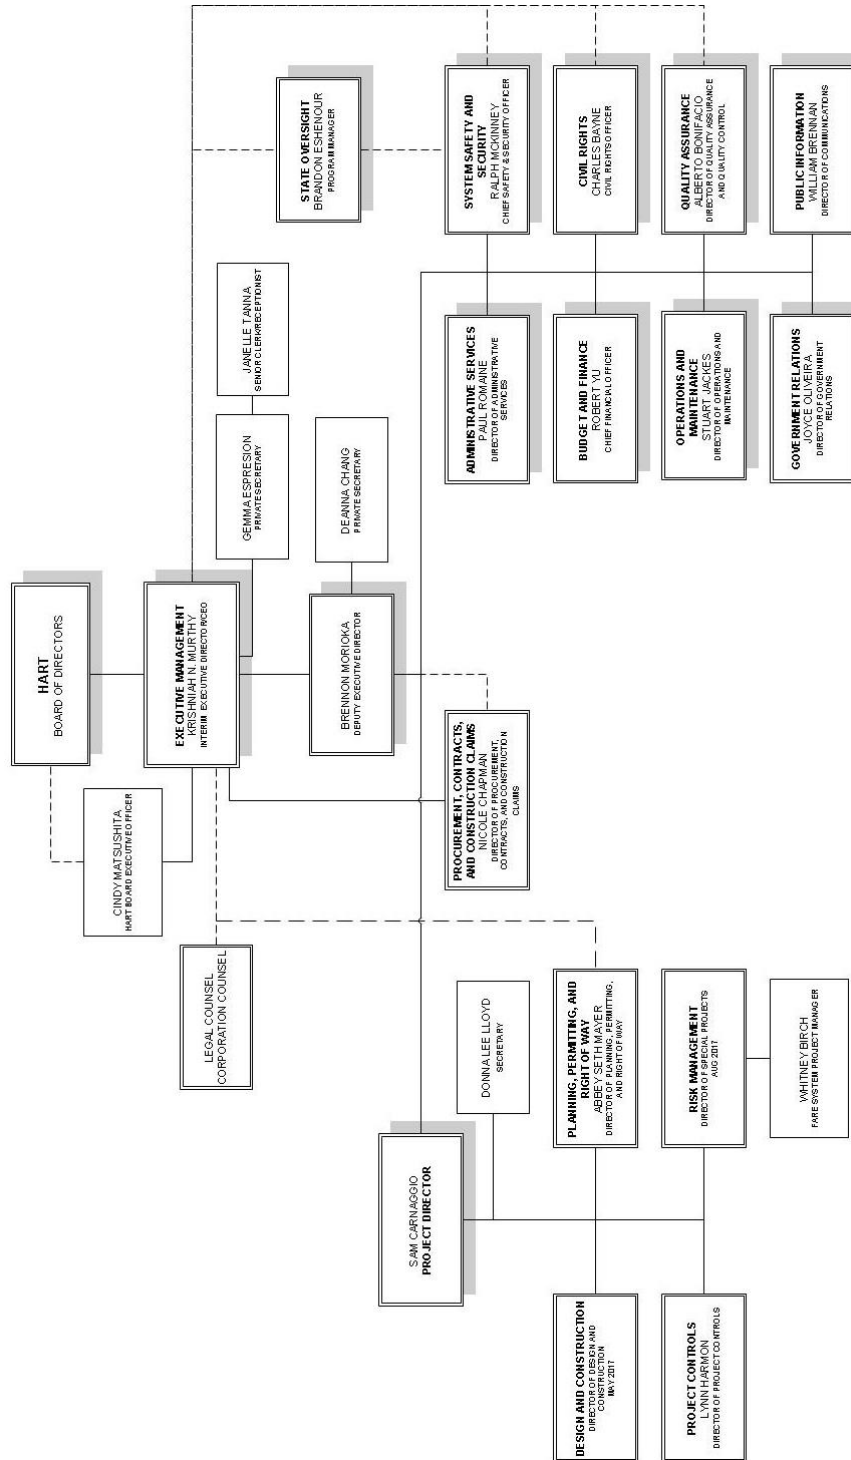 HART
BOARD OF DIRECTORS
CINDY MATSUSHITA
HART BOARD EXECUTIVE OFFICER
EXECUTIVE MANAGEMENT
KRISHNIAH N. MURTHY
INTERIM EXECUTIVE DIRECTOR/CEO
LEGAL COUNSEL
CORPORATION COUNSEL
GEMMA ESPRESION
PRIVATE SECRETARY
JANELLE TANNA
SENIOR CLERK/RECEPTIONIST
STATE OVERSIGHT
BRANDON ESHENOUR
PROGRAM MANAGER
BRENNON MORIOKA
DEPUTY EXECUTIVE DIRECTOR
DEANNA CHANG
PRIVATE SECRETARY
SAM CARNAGGIO
PROJECT DIRECTOR
DONNA LEE LLOYD
SECRETARY
PROCUREMENT, CONTRACTS,
AND CONSTRUCTION CLAIMS
NICOLE CHAPMAN
DIRECTOR OF PROCUREMENT,
CONTRACTS, AND CONSTRUCTION
CLAIMS
ADMINISTRATIVE SERVICES
PAUL ROMAINE
DIRECTOR OF ADMINISTRATIVE
SERVICES
SYSTEM SAFETY AND
SECURITY
RALPH MCKINNEY
CHIEF SAFETY & SECURITY OFFICER
DESIGN AND CONSTRUCTION
DIRECTOR OF DESIGN AND
CONSTRUCTION
MAY 2017
PLANNING, PERMITTING, AND
RIGHT OF WAY
ABBEY SETH MAYER
DIRECTOR OF PLANNING, PERMITTING,
AND RIGHT OF WAY
BUDGET AND FINANCE
ROBERT YU
CHIEF FINANCIAL OFFICER
CIVIL RIGHTS
CHARLES BAYNE
CIVIL RIGHTS OFFICER
PROJECT CONTROLS
LYNN HARMON
DIRECTOR OF PROJECT CONTROLS
RISK MANAGEMENT
DIRECTOR OF SPECIAL PROJECTS
AUG 2017
OPERATIONS AND
MAINTENANCE
STUART JACKES
DIRECTOR OF OPERATIONS AND
MAINTENANCE
QUALITY ASSURANCE
ALBERTO BONIFACIO
DIRECTOR OF QUALITY ASSURANCE
AND QUALITY CONTROL
WHITNEY BIRCH
FARE SYSTEM PROJECT MANAGER
GOVERNMENT RELATIONS
JOYCE OLIVEIRA
DIRECTOR OF GOVERNMENT
RELATIONS
PUBLIC INFORMATION
WILLIAM BRENNAN
DIRECTOR OF COMMUNICATIONS